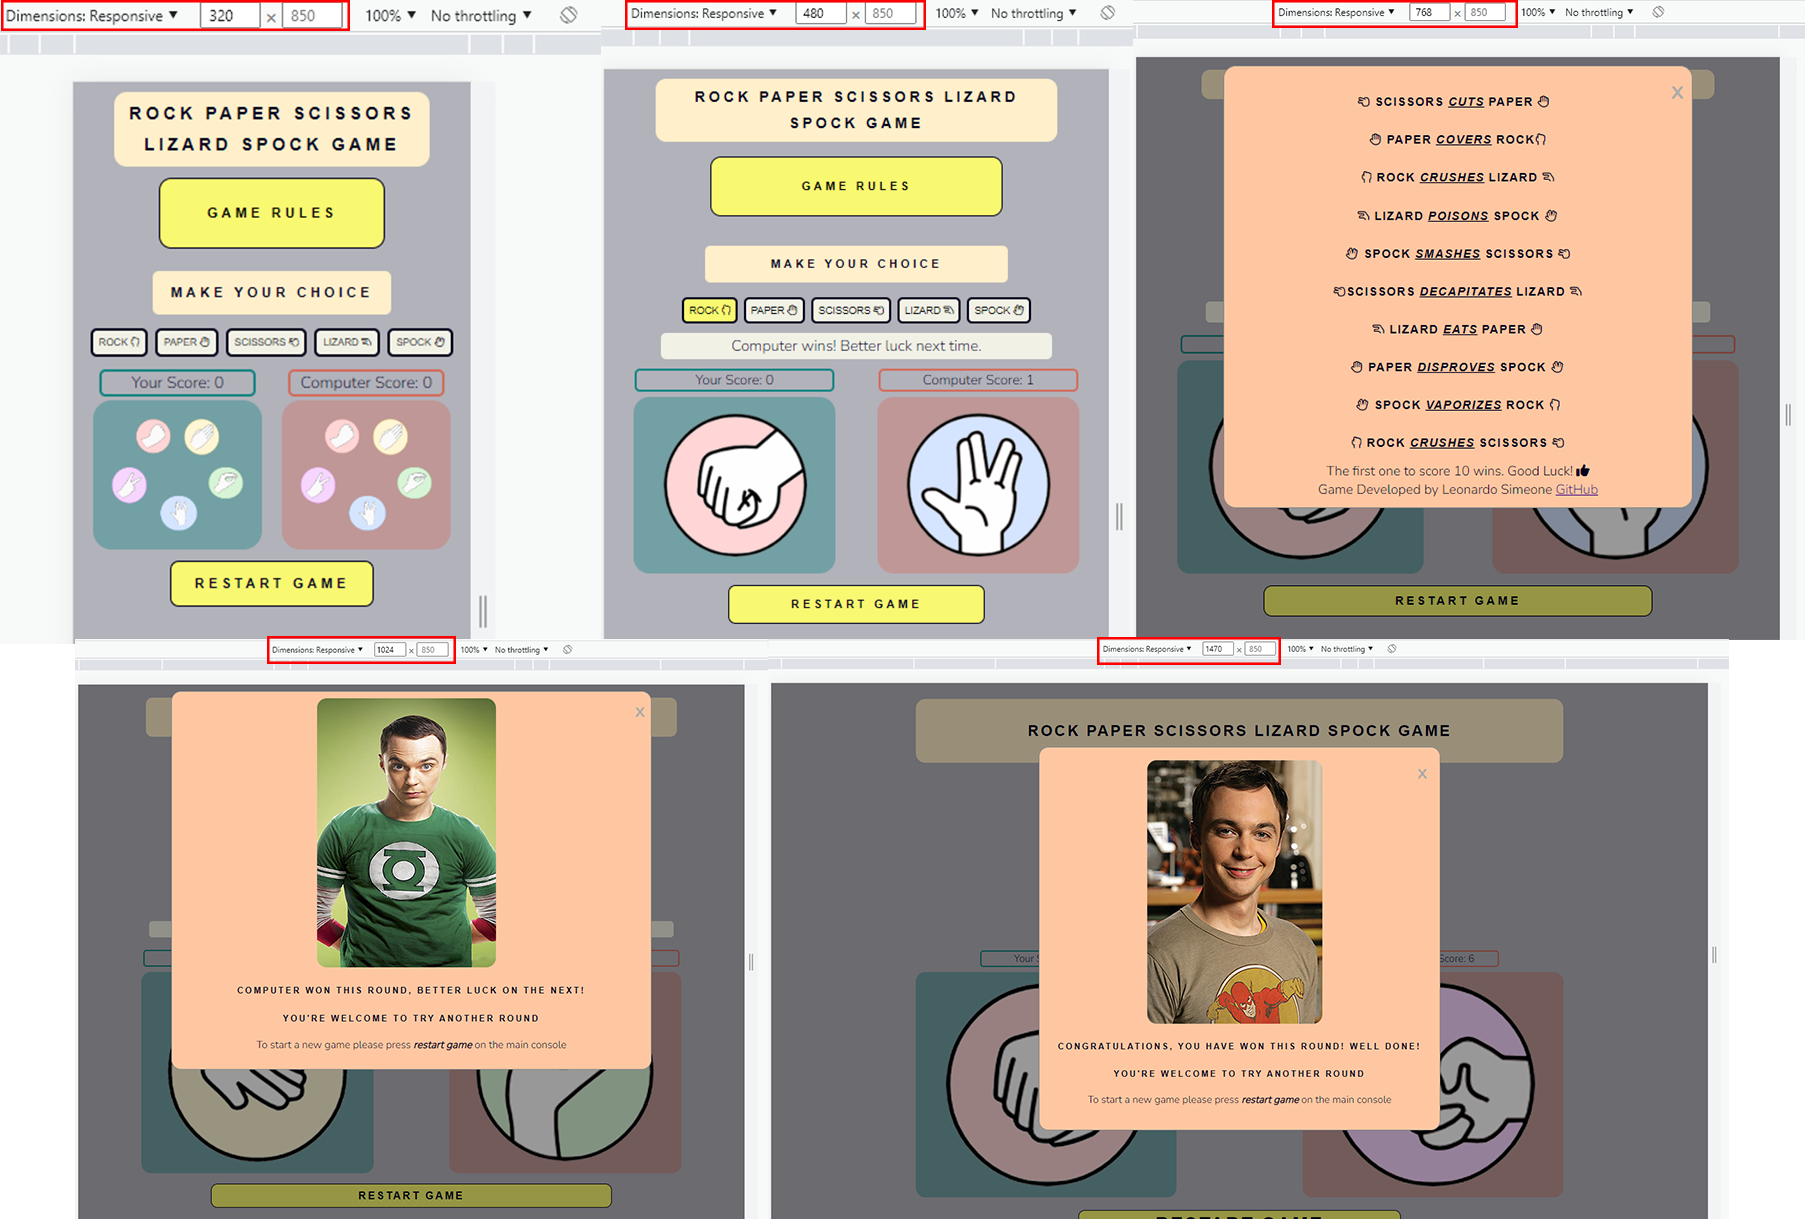 Dimensions: Responsive ▼ 320 × 850 100% ▼ No throttling ▼
ROCK PAPER SCISSORS
LIZARD SPOCK GAME
GAME RULES
MAKE YOUR CHOICE
ROCK PAPER SCISSORS LIZARD SPOCK
Your Score: 0 Computer Score: 0
RESTART GAME
Dimensions: Responsive ▼ 480 × 850 100% ▼ No throttling ▼
ROCK PAPER SCISSORS LIZARD
SPOCK GAME
GAME RULES
MAKE YOUR CHOICE
ROCK PAPER SCISSORS LIZARD SPOCK
Computer wins! Better luck next time.
Your Score: 0 Computer Score: 1
RESTART GAME
Dimensions: Responsive ▼ 768 × 850 100% ▼ No throttling ▼
X
SCISSORS CUTS PAPER
PAPER COVERS ROCK
ROCK CRUSHES LIZARD
LIZARD POISONS SPOCK
SPOCK SMASHES SCISSORS
SCISSORS DECAPITATES LIZARD
LIZARD EATS PAPER
PAPER DISPROVES SPOCK
SPOCK VAPORIZES ROCK
ROCK CRUSHES SCISSORS
The first one to score 10 wins. Good Luck!
Game Developed by Leonardo Simeone GitHub
RESTART GAME
Dimensions: Responsive ▼ 1024 × 850 100% ▼ No throttling ▼
X
COMPUTER WON THIS ROUND, BETTER LUCK ON THE NEXT!
YOU'RE WELCOME TO TRY ANOTHER ROUND
To start a new game please press restart game on the main console
RESTART GAME
Dimensions: Responsive ▼ 1470 × 850 100% ▼ No throttling ▼
ROCK PAPER SCISSORS LIZARD SPOCK GAME
X
Your S core: 6
CONGRATULATIONS, YOU HAVE WON THIS ROUND! WELL DONE!
YOU'RE WELCOME TO TRY ANOTHER ROUND
To start a new game please press restart game on the main console
RESTART GAME